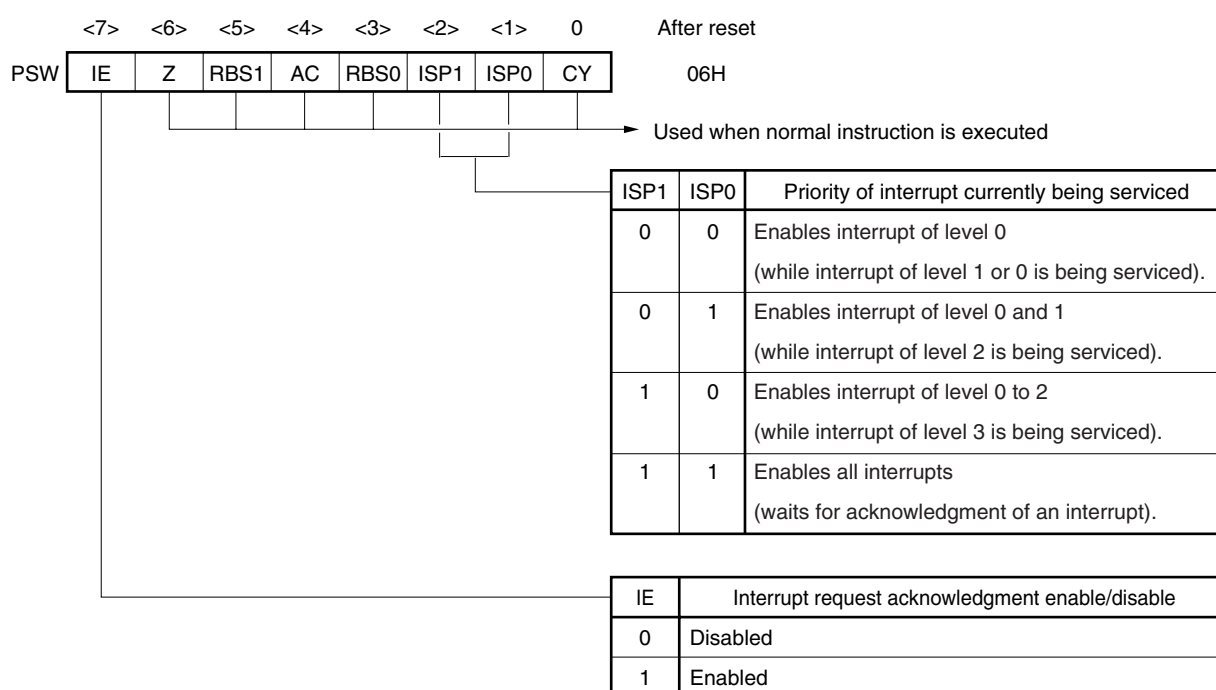 <7> <6> <5> <4> <3> <2> <1> 0 After reset
PSW IE Z RBS1 AC RBS0 ISP1 ISP0 CY 06H
Used when normal instruction is executed
ISP1 ISP0 Priority of interrupt currently being serviced
0 0 Enables interrupt of level 0
(while interrupt of level 1 or 0 is being serviced).
0 1 Enables interrupt of level 0 and 1
(while interrupt of level 2 is being serviced).
1 0 Enables interrupt of level 0 to 2
(while interrupt of level 3 is being serviced).
1 1 Enables all interrupts
(waits for acknowledgment of an interrupt).
IE Interrupt request acknowledgment enable/disable
0 Disabled
1 Enabled